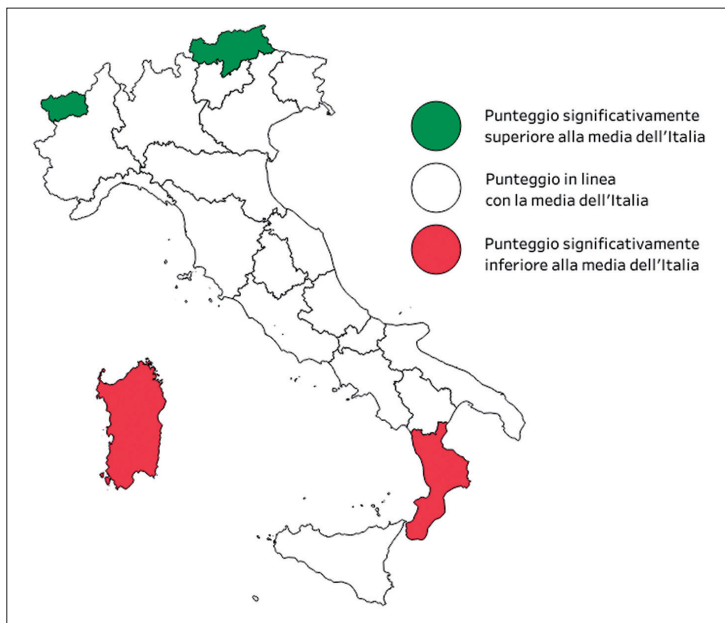 Punteggio significativamente
superiore alla media dell'Italia
Punteggio in linea
con la media dell'Italia
Punteggio significativamente
inferiore alla media dell'Italia